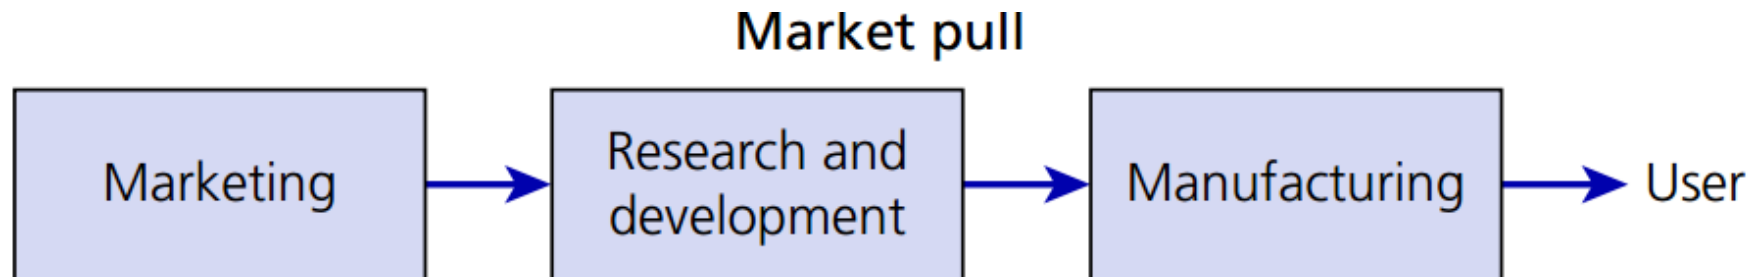 Market pull
Marketing
Research and
development
Manufacturing
User